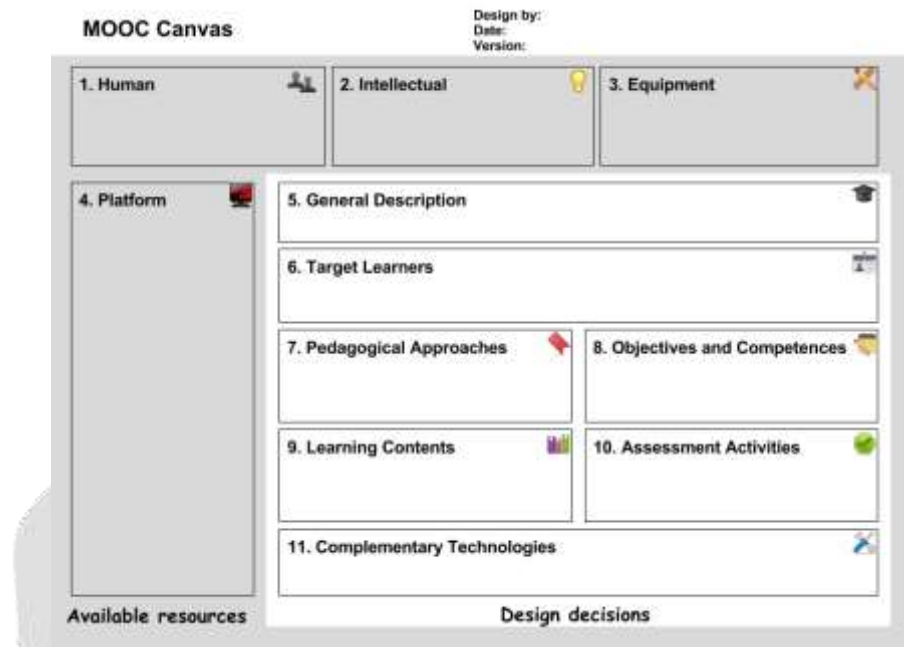 MOOC Canvas
Design by:
Date:
Version:
1. Human
2. Intellectual
3. Equipment
4. Platform
5. General Description
6. Target Learners
7. Pedagogical Approaches
8. Objectives and Competences
9. Learning Contents
10. Assessment Activities
11. Complementary Technologies
Available resources
Design decisions